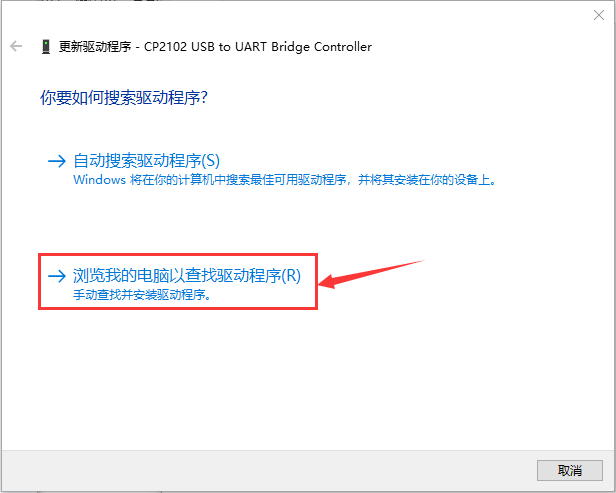 更新驱动程序 - CP2102 USB to UART Bridge Controller
你要如何搜索驱动程序?
自动搜索驱动程序(S)
Windows 将在你的计算机中搜索最佳可用驱动程序，并将其安装在你的设备上。
浏览我的电脑以查找驱动程序(R)
手动查找并安装驱动程序。
取消